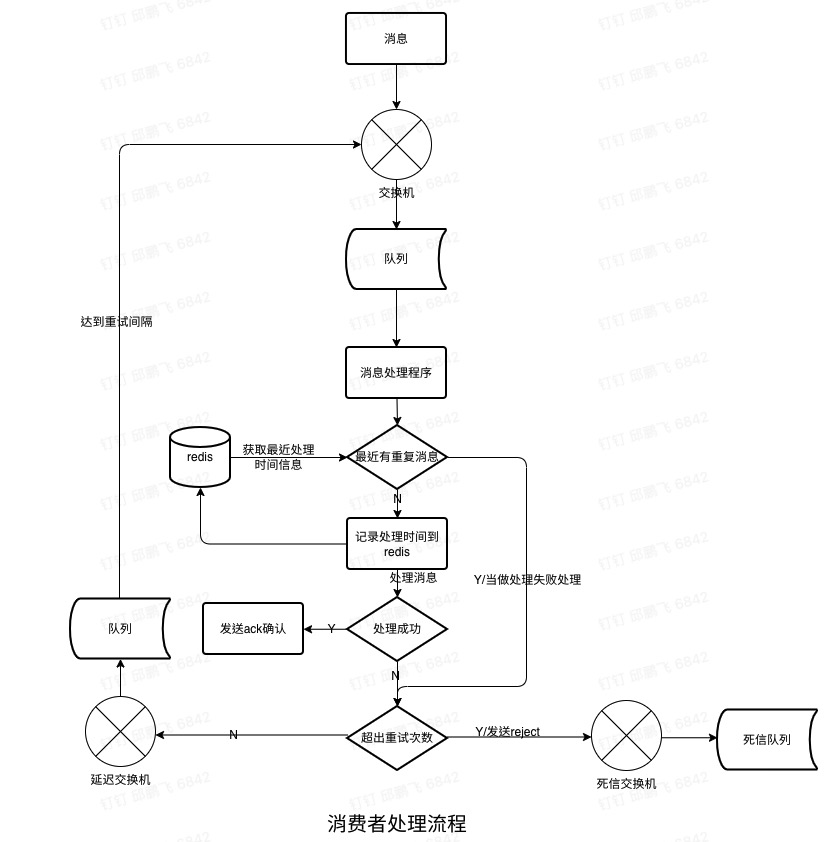 消息
交换机
队列
达到重试间隔
消息处理程序
redis
获取最近处理
时间信息
最近有重复消息
N
记录处理时间到
redis
处理消息
Y/当做处理失败处理
队列
发送ack确认
Y
处理成功
N
延迟交换机
N
超出重试次数
Y/发送reject
死信交换机
死信队列
消费者处理流程
钉钉 邱鹏飞 6842